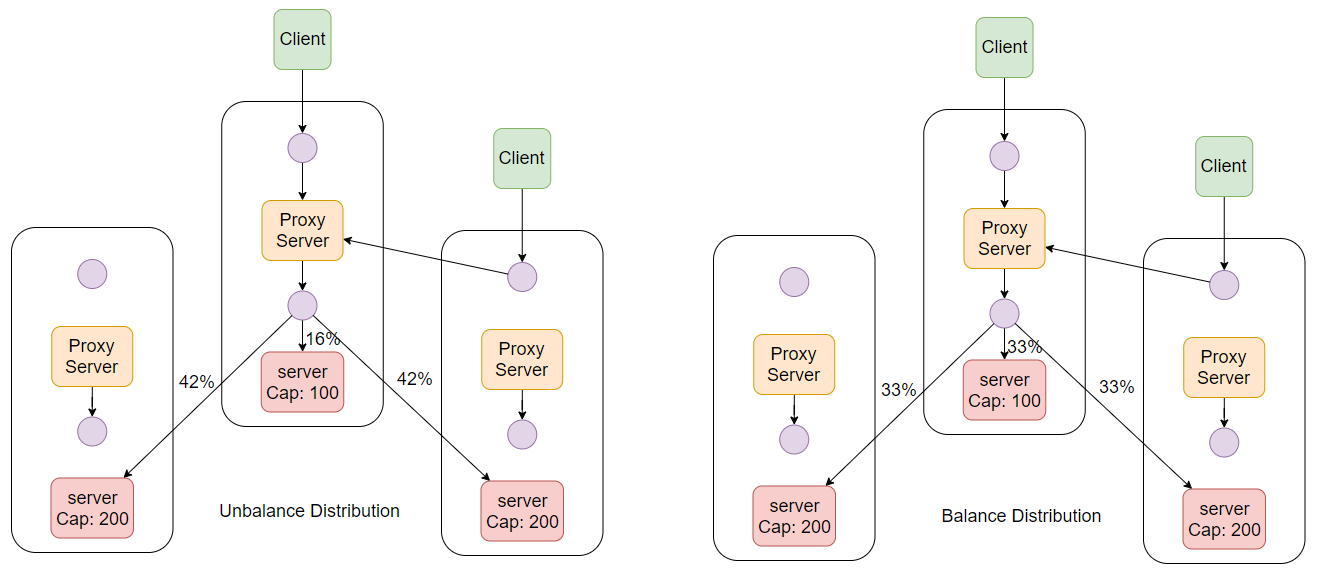 Client
Client
Proxy
Server
16%
42%
42%
Proxy
Server
server
Cap: 100
Proxy
Server
server
Cap: 200
server
Cap: 200
Unbalance Distribution
Client
Client
Proxy
Server
33%
33%
33%
Proxy
Server
server
Cap: 100
Proxy
Server
server
Cap: 200
server
Cap: 200
Balance Distribution